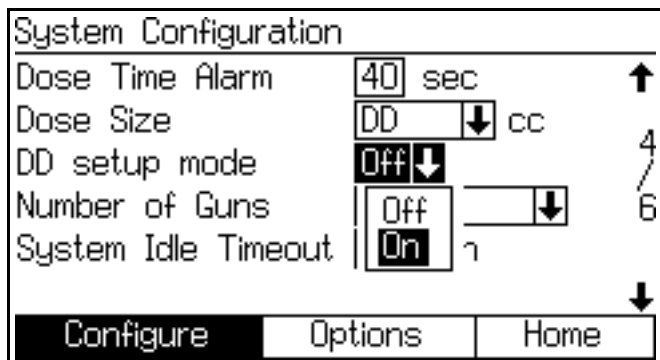 System Configuration
Dose Time Alarm 40 sec
Dose Size DD cc
DD setup mode Off
4/6
Number of Guns
Off
System Idle Timeout
On
Configure Options Home